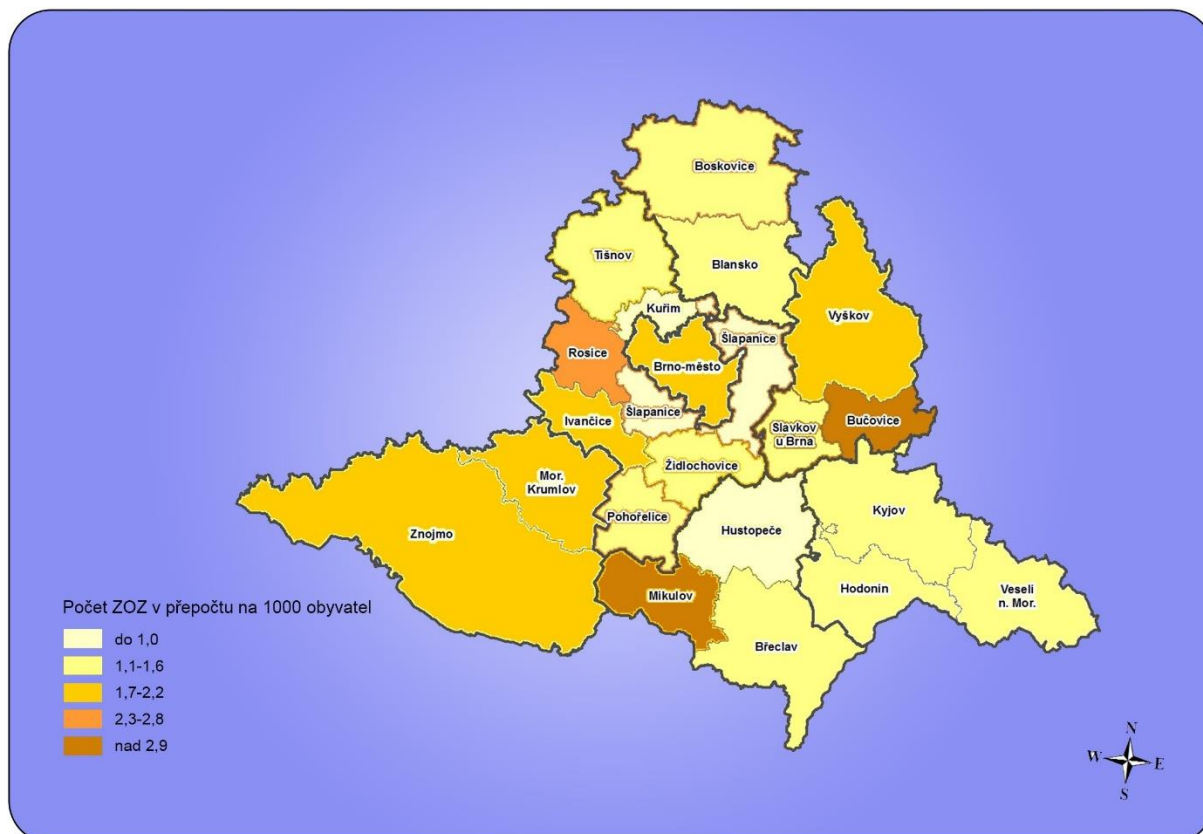 Boskovice
Tišnov
Blansko
Kuřim
Vyškov
Šlapanice
Rosice
Brno-město
Šlapanice
Ivančice
Slavkov
u Brna
Bučovice
Židlochovice
Mor.
Krumlov
Pohořelice
Kyjov
Znojmo
Hustopeče
Mikulov
Hodonín
Veselí
n. Mor.
Břeclav
Počet ZOZ v přepočtu na 1000 obyvatel
do 1,0
1,1-1,6
1,7-2,2
2,3-2,8
nad 2,9
N
W
E
S